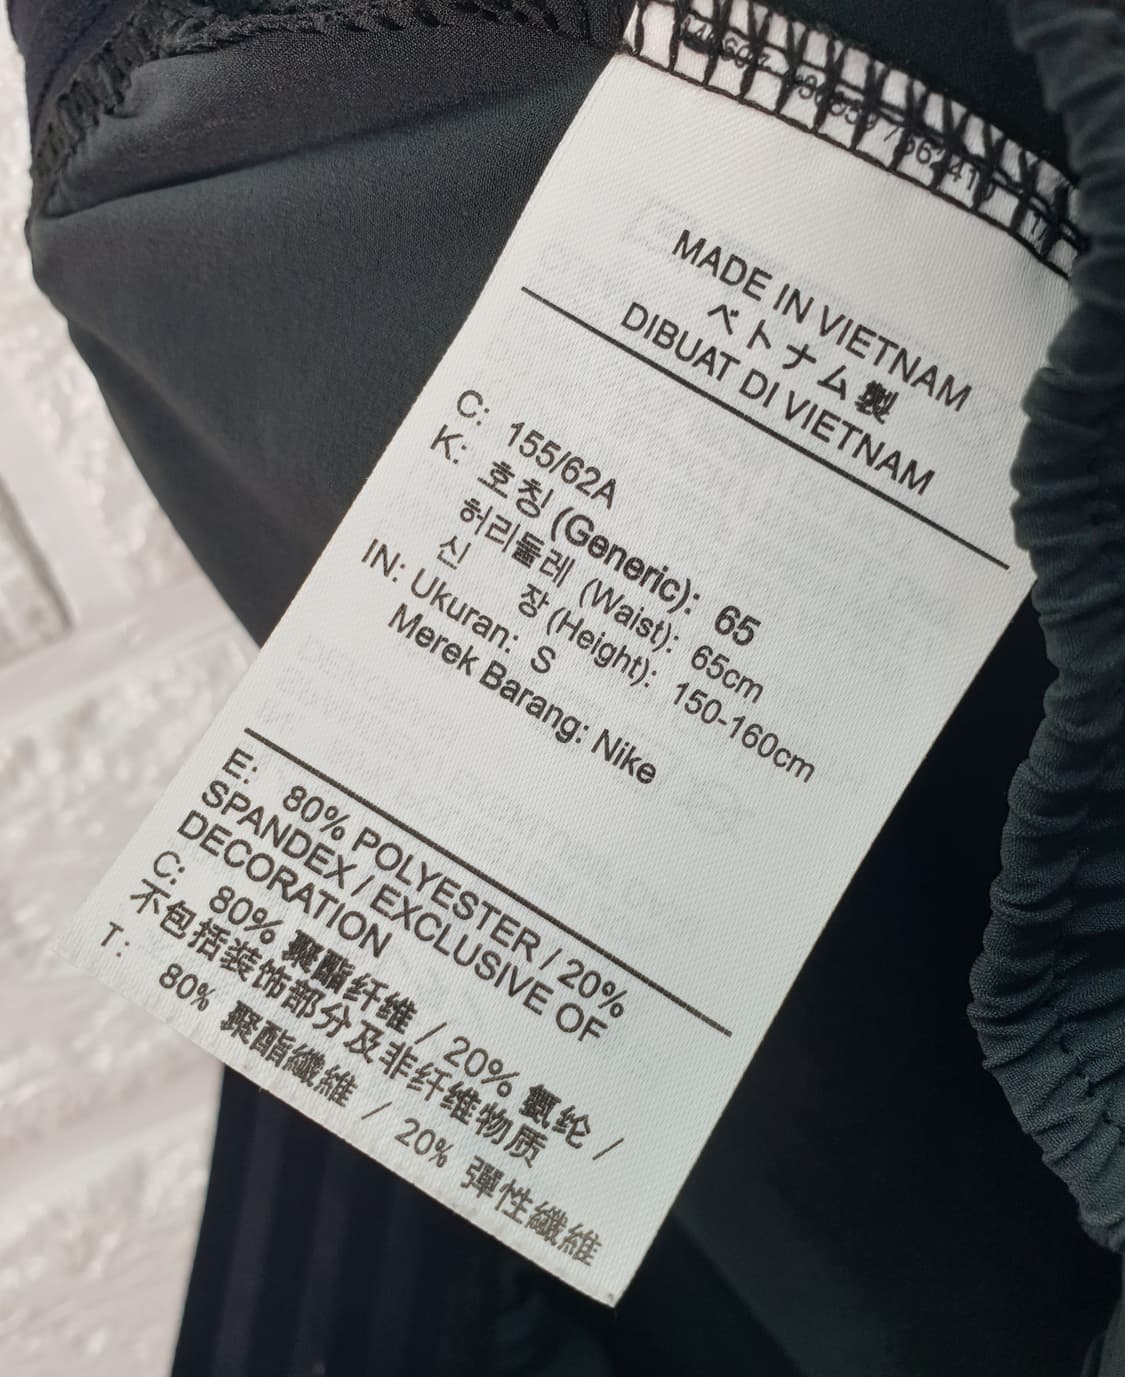 MADE IN VIETNAM
ベトナム製
DIBUAT DI VIETNAM
C: 155/62A
K: 호칭 (Generic): 65
허리둘레 (Waist): 65cm
신 장 (Height): 150-160cm
IN: Ukuran: S
Merek Barang: Nike
E: 80% POLYESTER / 20%
SPANDEX / EXCLUSIVE OF
DECORATION
C: 80% 聚酯纤维 / 20% 氨纶 /
不包括装饰部分及非纤维物质
T: 80% 聚酯纖維 / 20% 彈性纖維